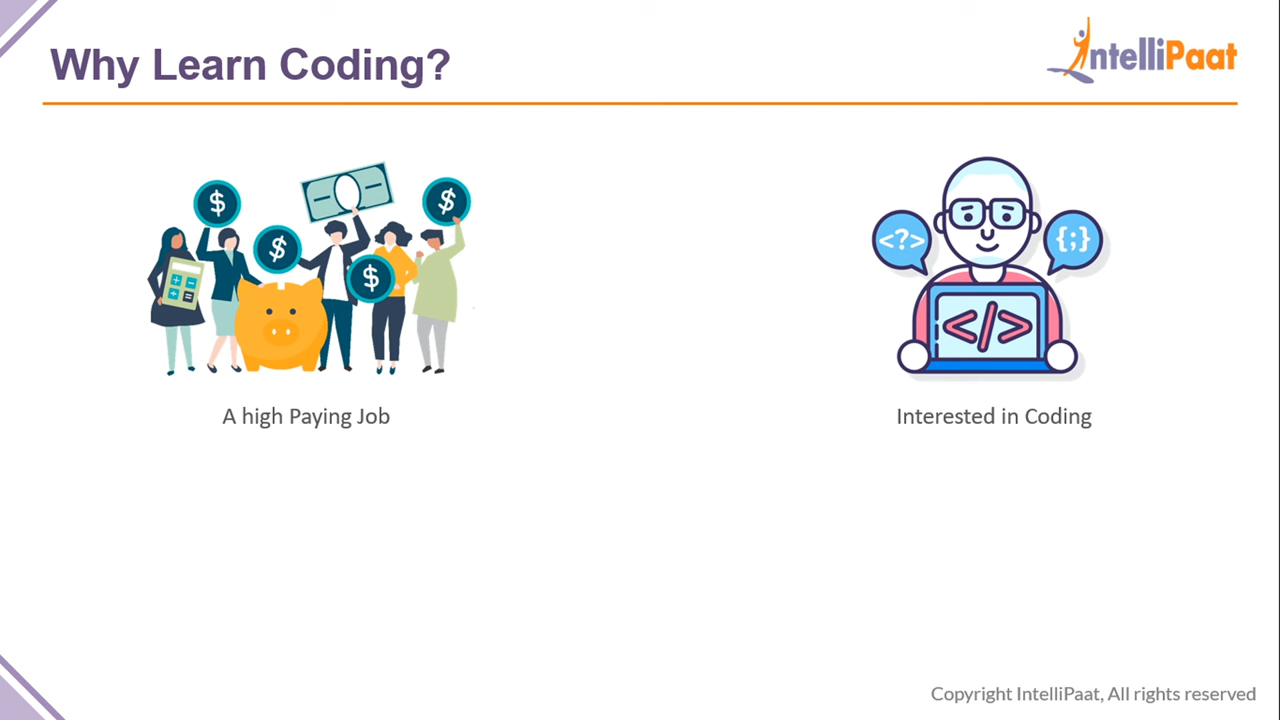 Why Learn Coding?
IntelliPaat
$
$
$
$
<?>
{;}
</>
A high Paying Job
Interested in Coding
Copyright IntelliPaat, All rights reserved